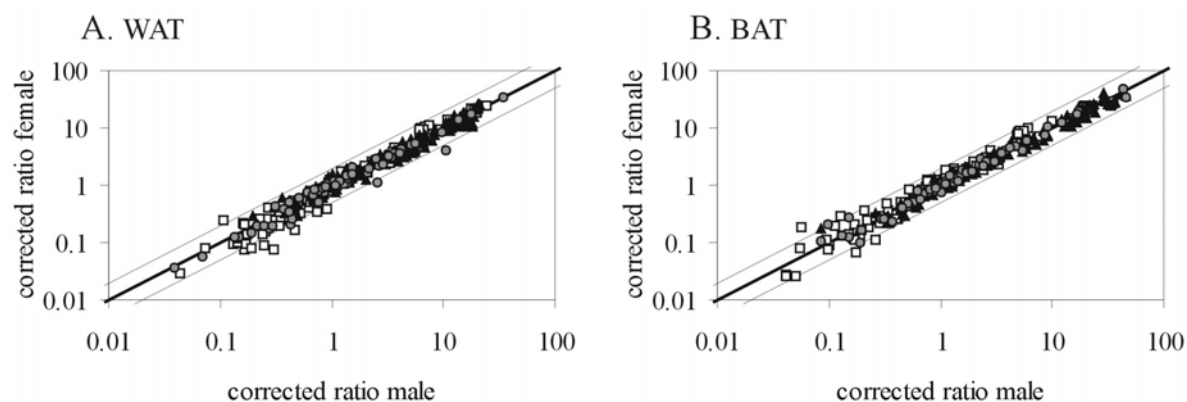 A. WAT
corrected ratio female
100
10
1
0.1
0.01
0.01 0.1 1 10 100
corrected ratio male
B. BAT
corrected ratio female
100
10
1
0.1
0.01
0.01 0.1 1 10 100
corrected ratio male